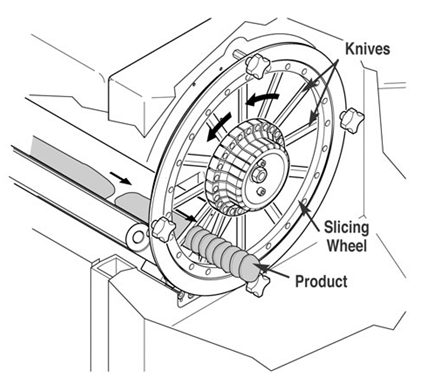 Knives
Slicing
Wheel
Product